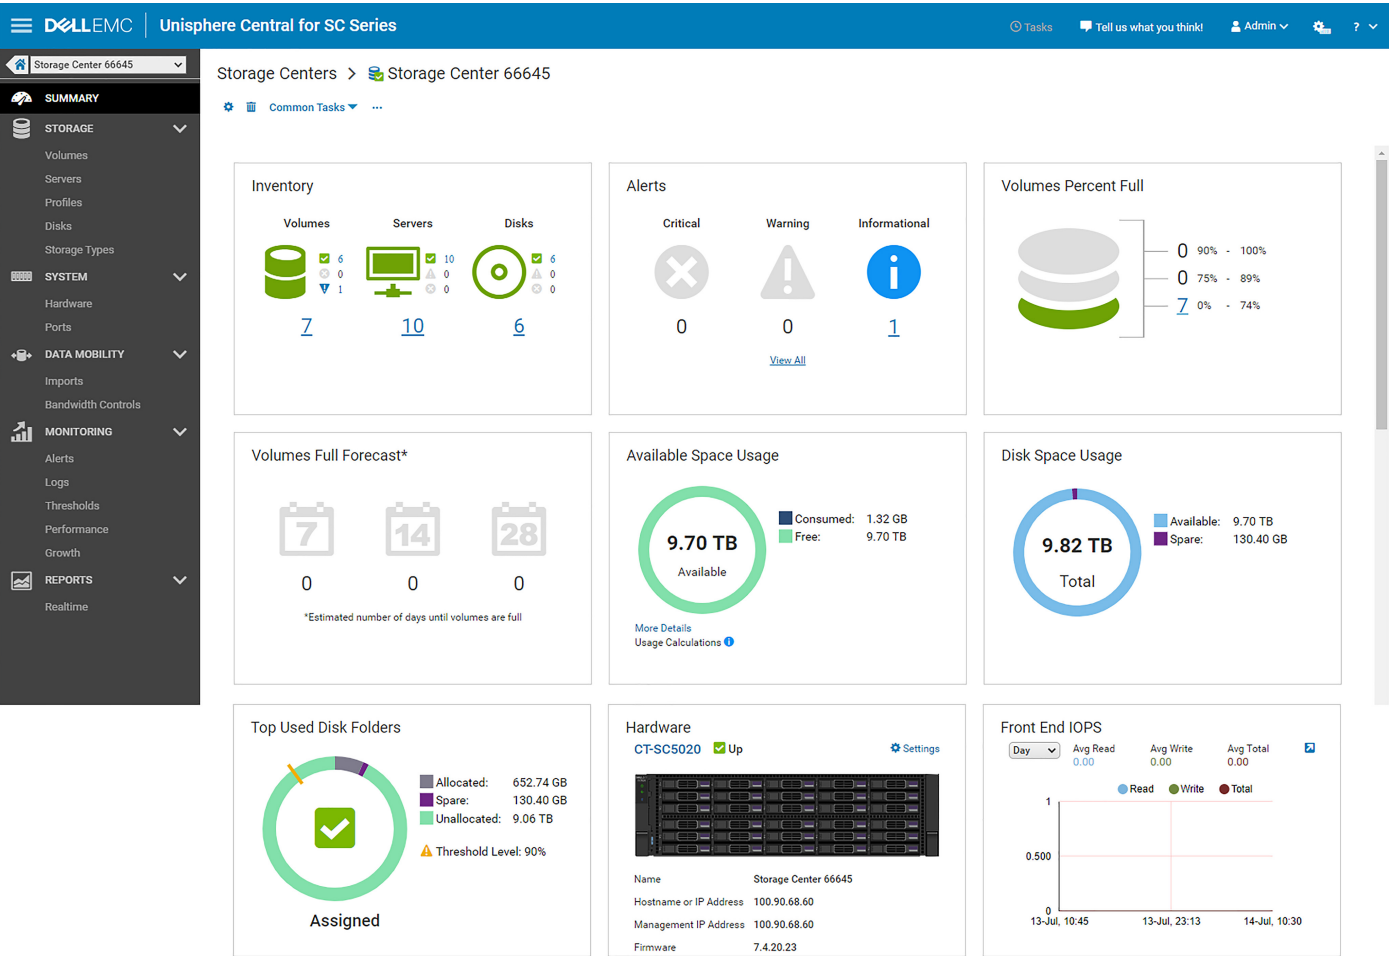 DELLEMC Unisphere Central for SC Series Tasks Tell us what you think! Admin ?
Storage Center 66645
SUMMARY
STORAGE
Volumes
Servers
Profiles
Disks
Storage Types
SYSTEM
Hardware
Ports
DATA MOBILITY
Imports
Bandwidth Controls
MONITORING
Alerts
Logs
Thresholds
Performance
Growth
REPORTS
Realtime
Storage Centers > Storage Center 66645
Common Tasks ...
Inventory
Volumes Servers Disks
6 10 6
0 0 0
1 0 0
7 10 6
Alerts
Critical Warning Informational
0 0 1
View All
Volumes Percent Full
0 90% - 100%
0 75% - 89%
7 0% - 74%
Volumes Full Forecast*
7 14 28
0 0 0
*Estimated number of days until volumes are full
Available Space Usage
9.70 TB
Available
Consumed: 1.32 GB
Free: 9.70 TB
More Details
Usage Calculations
Disk Space Usage
9.82 TB
Total
Available: 9.70 TB
Spare: 130.40 GB
Top Used Disk Folders
Allocated: 652.74 GB
Spare: 130.40 GB
Unallocated: 9.06 TB
Threshold Level: 90%
Assigned
Hardware
CT-SC5020 Up Settings
Name Storage Center 66645
Hostname or IP Address 100.90.68.60
Management IP Address 100.90.68.60
Firmware 7.4.20.23
Front End IOPS
Day Avg Read Avg Write Avg Total
0.00 0.00 0.00
Read Write Total
1
0.500
0
13-Jul, 10:45 13-Jul, 23:13 14-Jul, 10:30